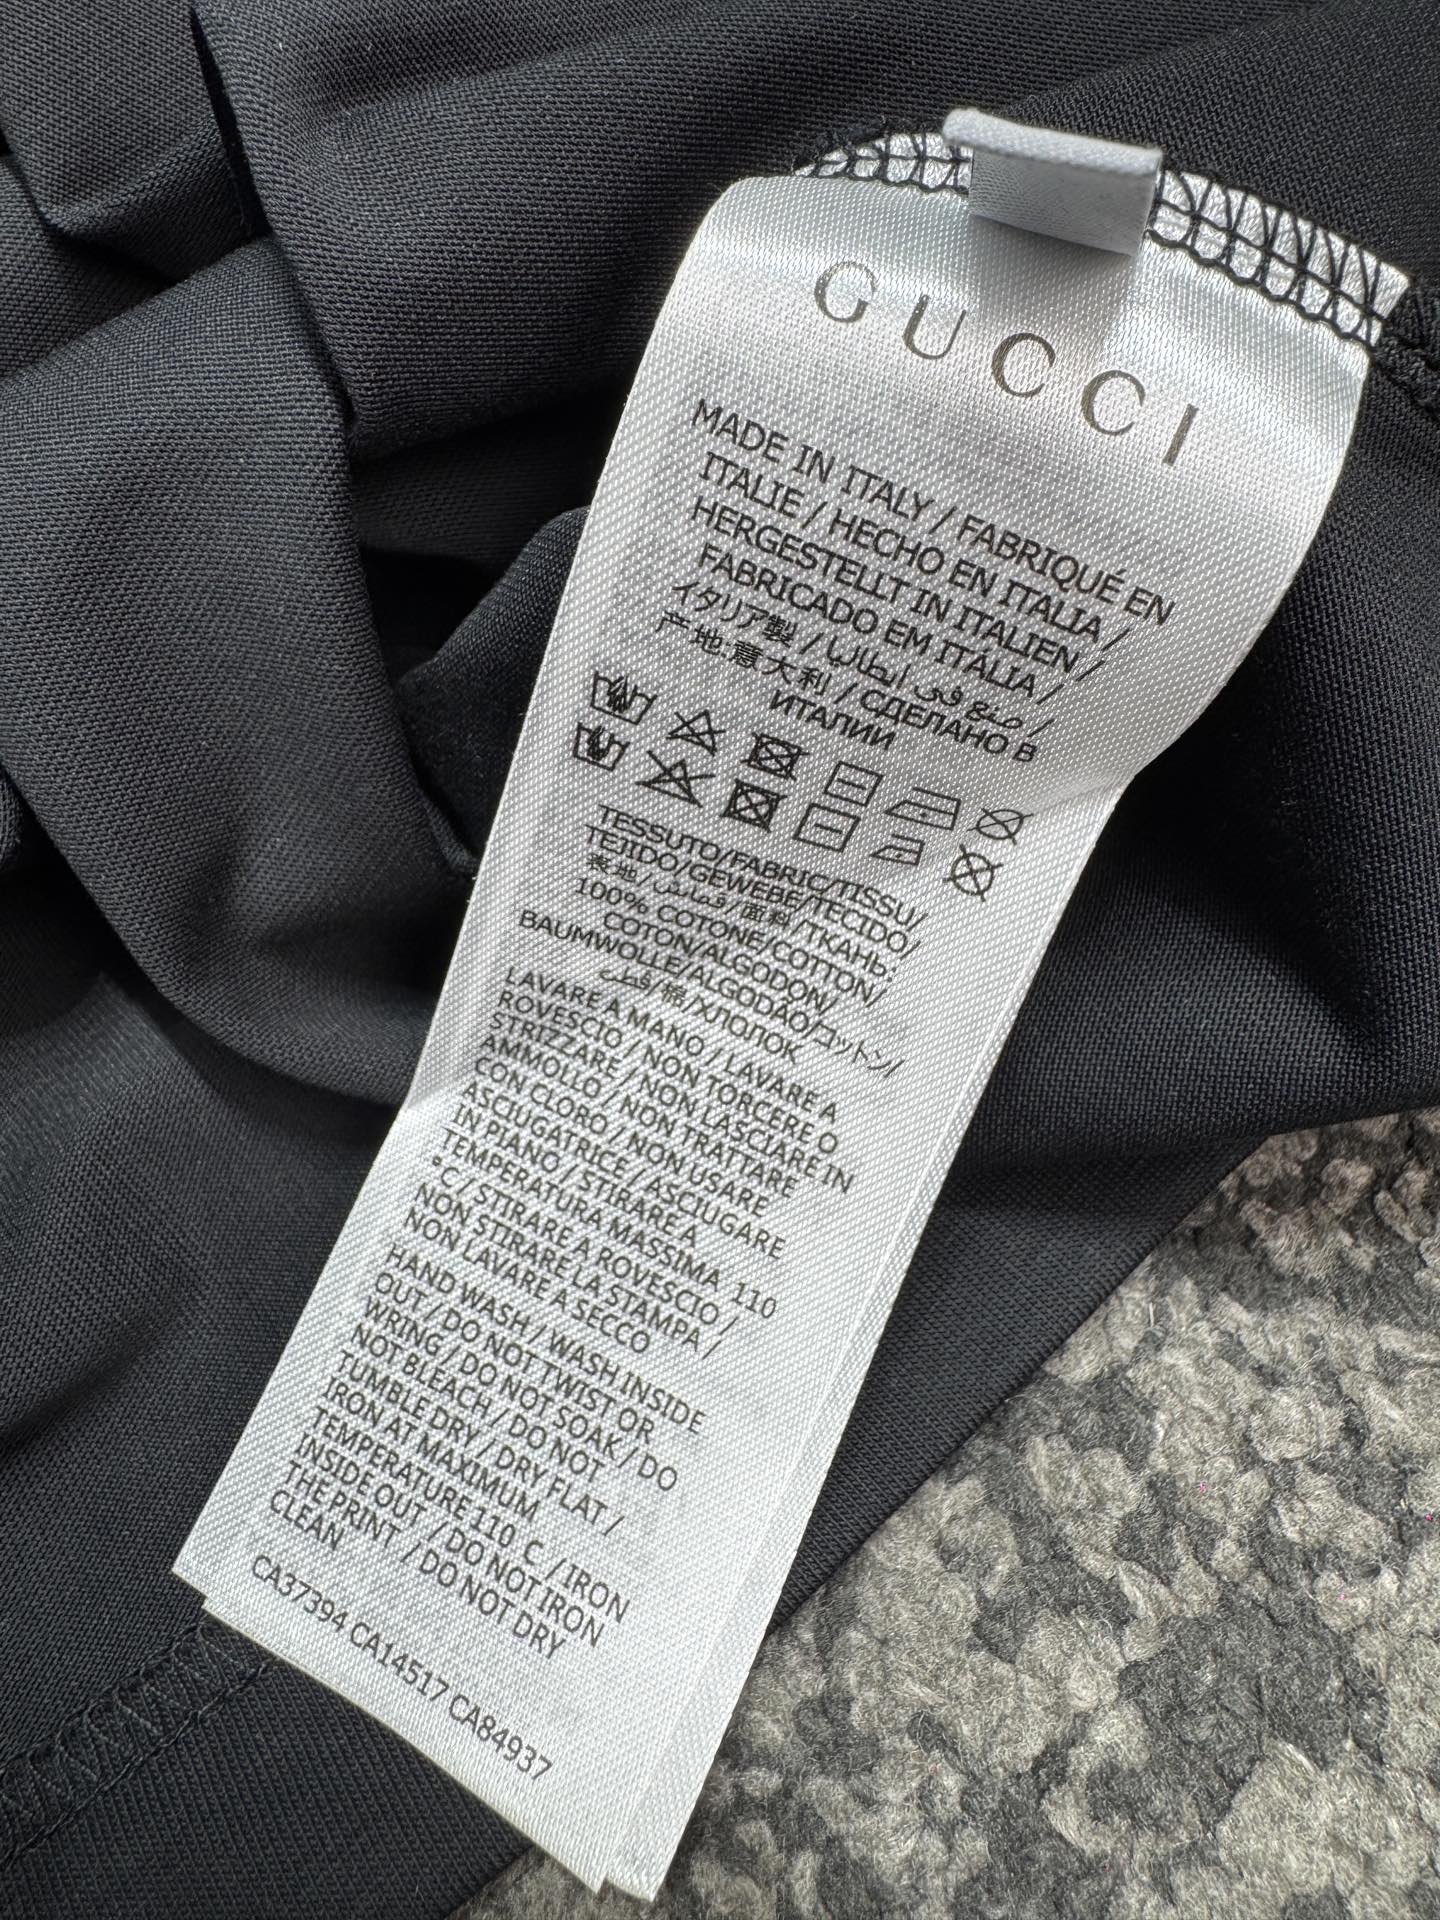 GUCCI
MADE IN ITALY / FABRIQUÉ EN
ITALIE / HECHO EN ITALIA /
HERGESTELLT IN ITALIEN /
FABRICADO EM ITÁLIA /
イタリア製 / صنع في إيطاليا /
产地:意大利 / СДЕЛАНО В
ИТАЛИИ
TESSUTO/FABRIC/TISSU/
TEJIDO/GEWEBE/TECIDO/
表地/قماش/面料/ТКАНЬ:
100% COTONE/COTTON/
COTON/ALGODON/
BAUMWOLLE/ALGODÃO/コットン/
قطن/棉/ХЛОПОК
LAVARE A MANO / LAVARE A
ROVESCIO / NON TORCERE O
STRIZZARE / NON LASCIARE IN
AMMOLLO / NON TRATTARE
CON CLORO / NON USARE
ASCIUGATRICE / ASCIUGARE
IN PIANO / STIRARE A
TEMPERATURA MASSIMA 110
°C / STIRARE A ROVESCIO /
NON STIRARE LA STAMPA /
NON LAVARE A SECCO
HAND WASH / WASH INSIDE
OUT / DO NOT TWIST OR
WRING / DO NOT SOAK / DO
NOT BLEACH / DO NOT
TUMBLE DRY / DRY FLAT /
IRON AT MAXIMUM
TEMPERATURE 110 C / IRON
INSIDE OUT / DO NOT IRON
THE PRINT / DO NOT DRY
CLEAN
CA37394 CA14517 CA84937